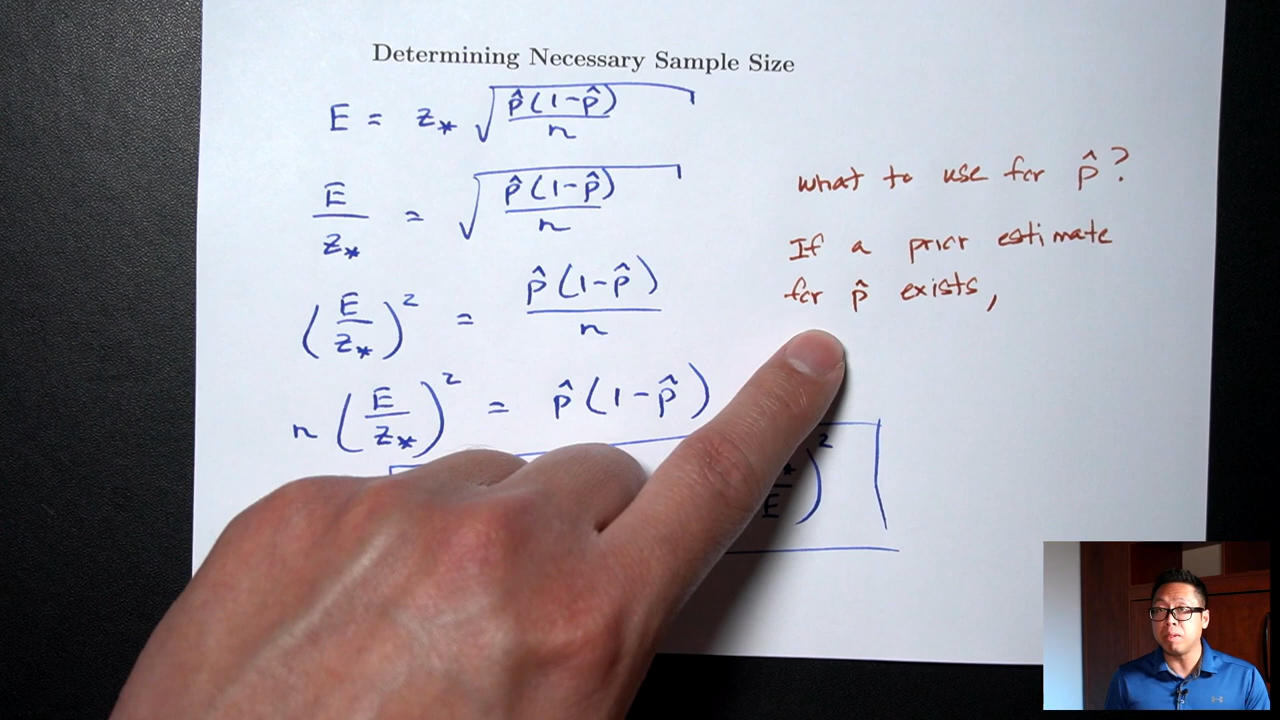 Determining Necessary Sample Size
E = z* √(p̂(1-p̂)/n)
E/z* = √(p̂(1-p̂)/n)
(E/z*)² = p̂(1-p̂)/n
n(E/z*)² = p̂(1-p̂)
*/E)²
what to use for p̂?
If a prior estimate
for p̂ exists,